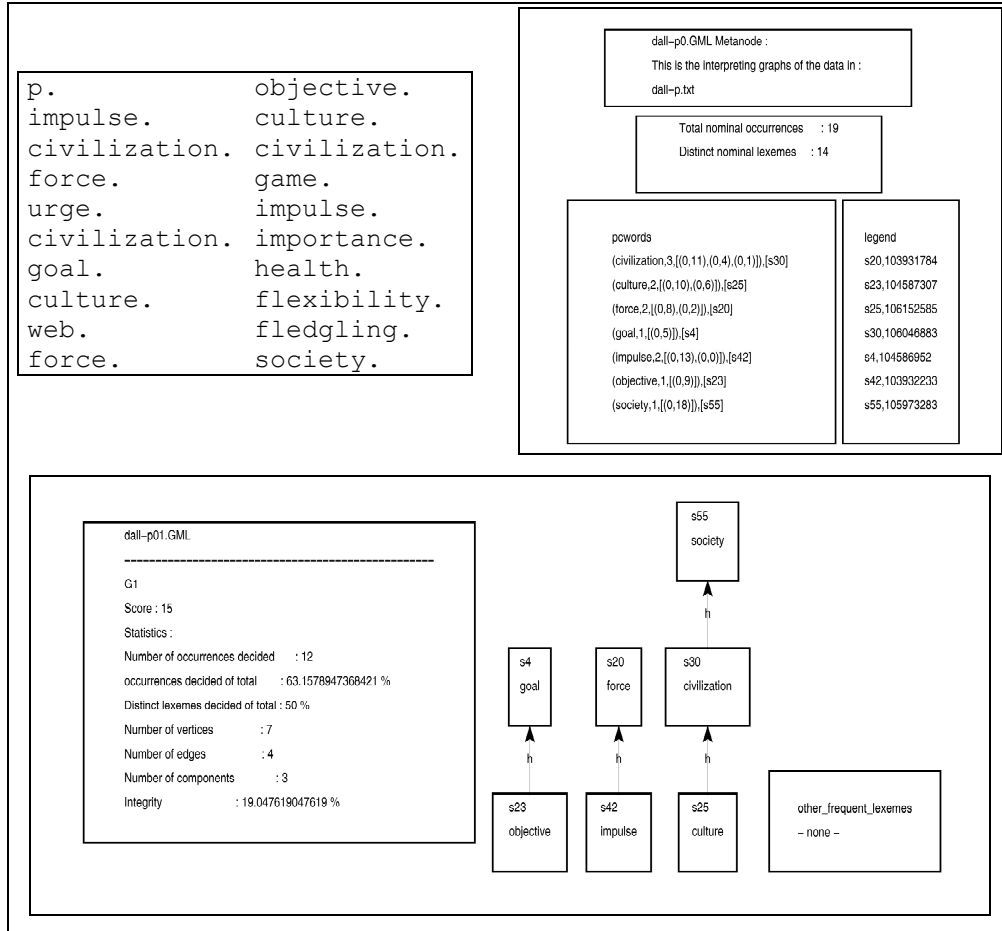 p. objective.
impulse. culture.
civilization. civilization.
force. game.
urge. impulse.
civilization. importance.
goal. health.
culture. flexibility.
web. fledgling.
force. society.
dall–p0.GML Metanode :
This is the interpreting graphs of the data in :
dall–p.txt
Total nominal occurrences : 19
Distinct nominal lexemes : 14
pcwords
(civilization,3,[(0,11),(0,4),(0,1)]),[s30]
(culture,2,[(0,10),(0,6)]),[s25]
(force,2,[(0,8),(0,2)]),[s20]
(goal,1,[(0,5)]),[s4]
(impulse,2,[(0,13),(0,0)]),[s42]
(objective,1,[(0,9)]),[s23]
(society,1,[(0,18)]),[s55]
legend
s20,103931784
s23,104587307
s25,106152585
s30,106046883
s4,104586952
s42,103932233
s55,105973283
dall–p01.GML
--------------------------------------------------
G1
Score : 15
Statistics :
Number of occurrences decided : 12
occurrences decided of total : 63.1578947368421 %
Distinct lexemes decided of total : 50 %
Number of vertices : 7
Number of edges : 4
Number of components : 3
Integrity : 19.047619047619 %
s55
society
h
s4
goal
s20
force
s30
civilization
h
h
h
s23
objective
s42
impulse
s25
culture
other_frequent_lexemes
– none –